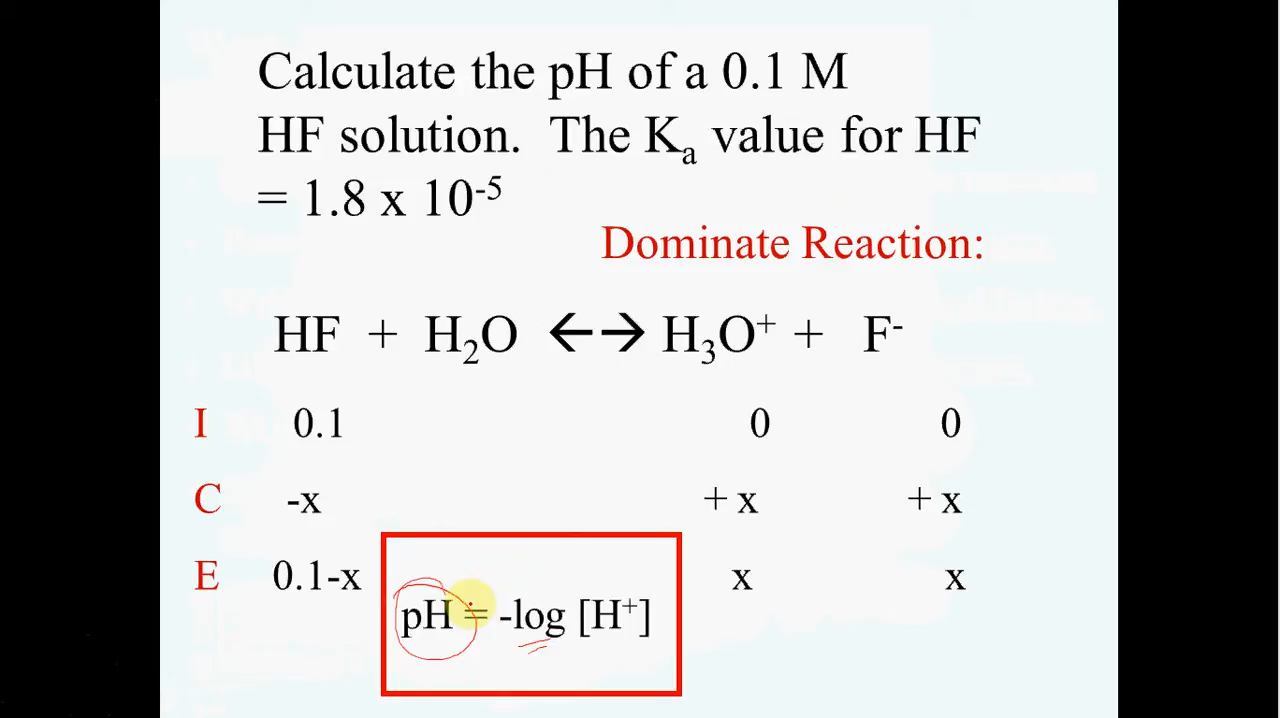 Calculate the pH of a 0.1 M
HF solution. The Kₐ value for HF
= 1.8 x 10⁻⁵
Dominate Reaction:
HF + H₂O ←→ H₃O⁺ + F⁻
I 0.1 0 0
C -x + x + x
E 0.1-x x x
pH = -log [H⁺]